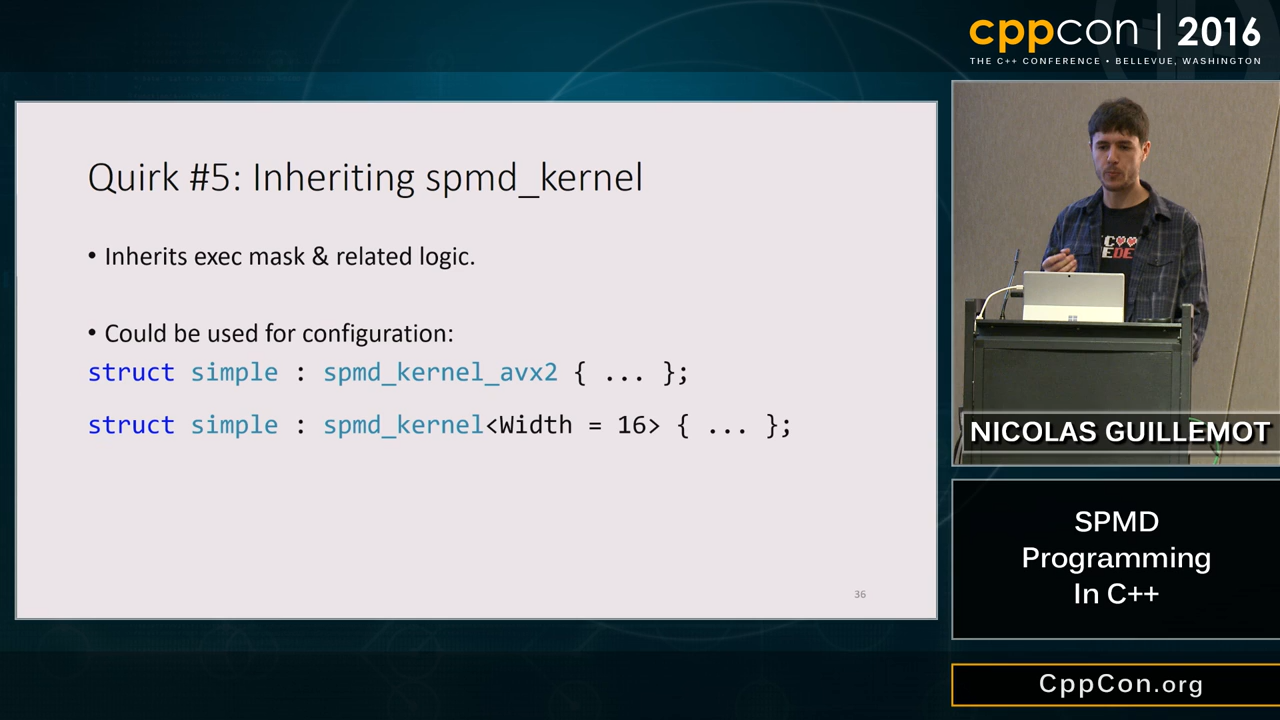 cppcon | 2016
THE C++ CONFERENCE • BELLEVUE, WASHINGTON
Quirk #5: Inheriting spmd_kernel
• Inherits exec mask & related logic.
• Could be used for configuration:
struct simple : spmd_kernel_avx2 { ... };
struct simple : spmd_kernel<Width = 16> { ... };
36
NICOLAS GUILLEMOT
SPMD
Programming
In C++
CppCon.org